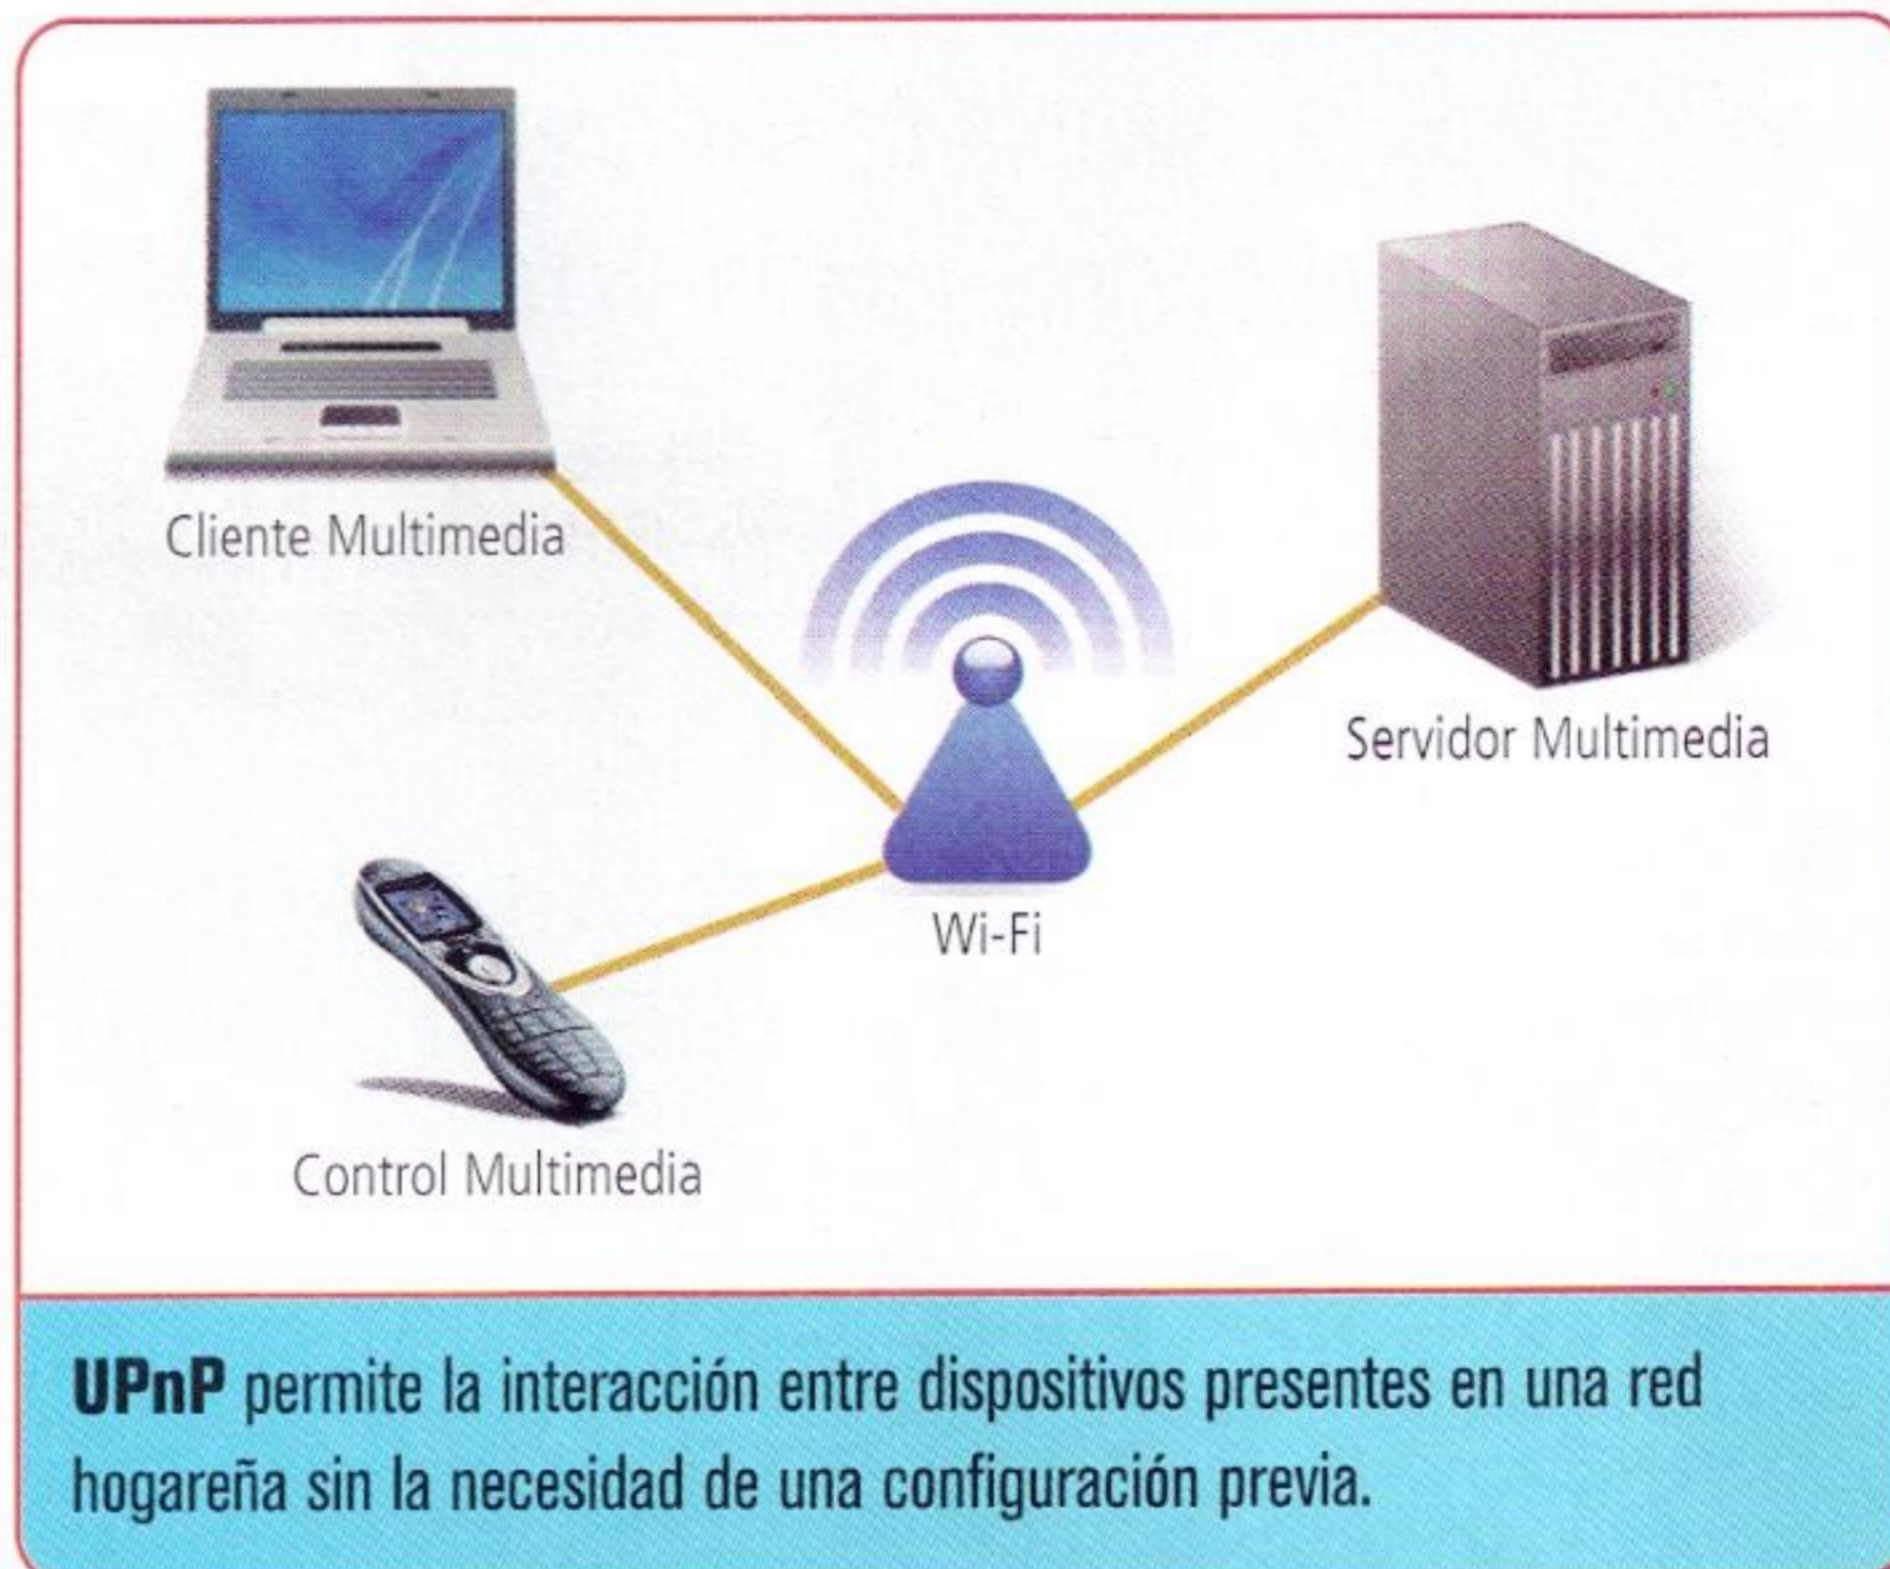 Cliente Multimedia
Servidor Multimedia
Wi-Fi
Control Multimedia
UPnP permite la interacción entre dispositivos presentes en una red
hogareña sin la necesidad de una configuración previa.